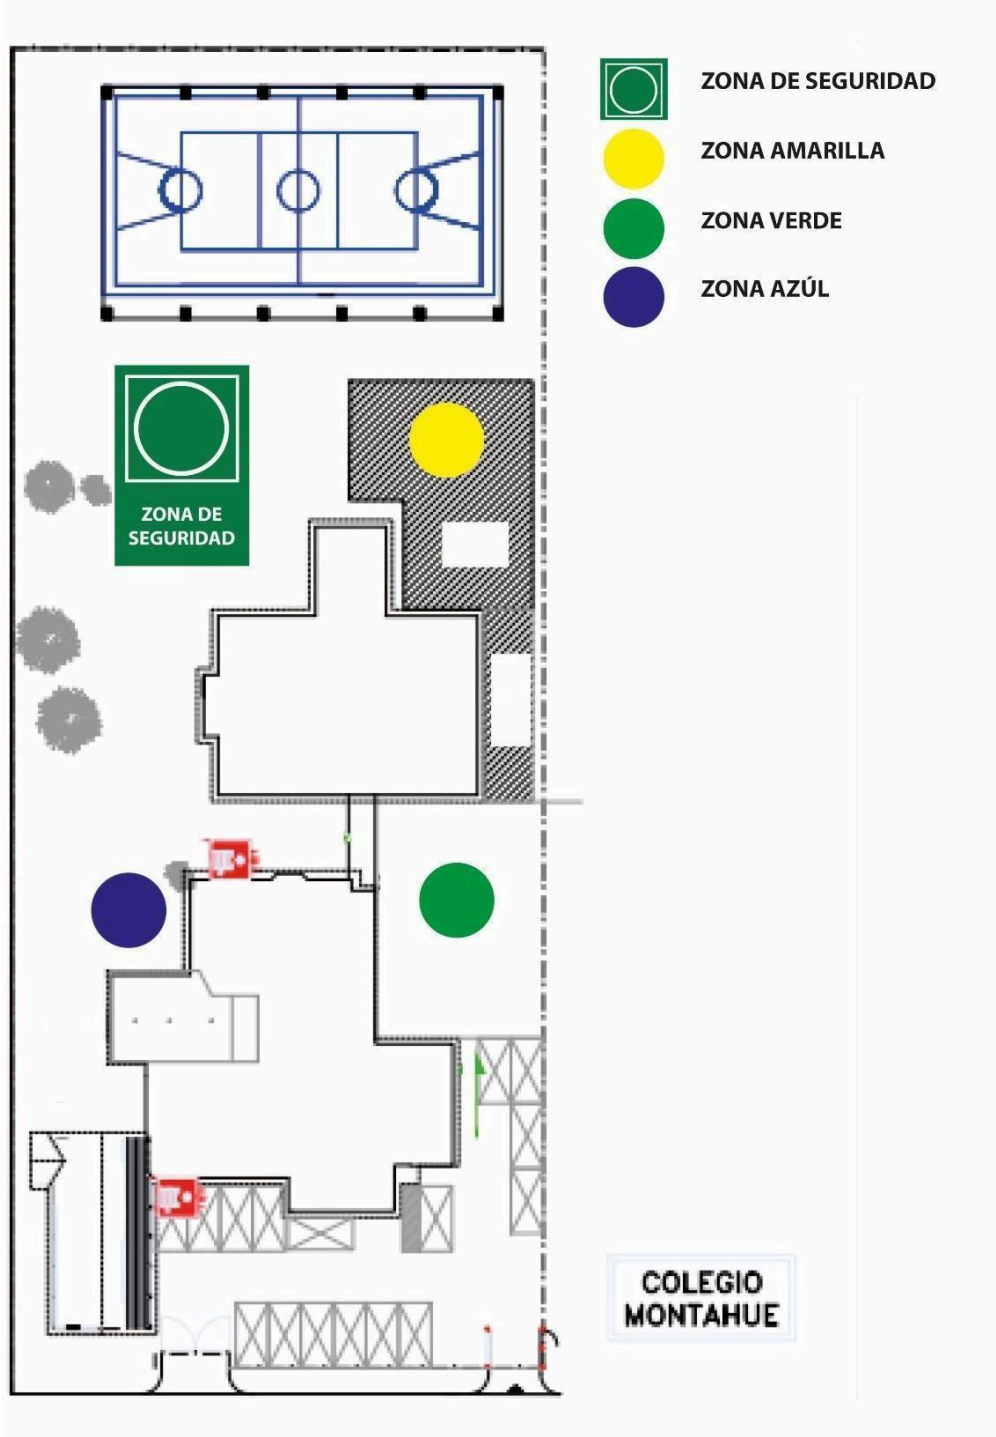 ZONA DE SEGURIDAD
ZONA AMARILLA
ZONA VERDE
ZONA AZÚL
ZONA DE
SEGURIDAD
COLEGIO
MONTAHUE